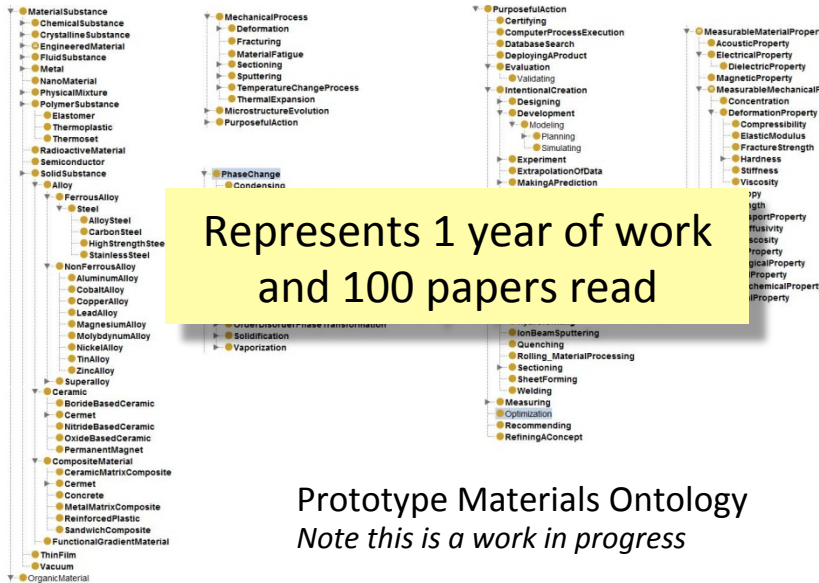 MaterialSubstance
ChemicalSubstance
CrystallineSubstance
EngineeredMaterial
FluidSubstance
Metal
NanoMaterial
PhysicalMixture
PolymerSubstance
Elastomer
Thermoplastic
Thermoset
RadioactiveMaterial
Semiconductor
SolidSubstance
Alloy
FerrousAlloy
Steel
AlloySteel
CarbonSteel
HighStrengthStee
StainlessSteel
NonFerrousAlloy
AluminumAlloy
CobaltAlloy
CopperAlloy
LeadAlloy
MagnesiumAlloy
MolybdynumAlloy
NickelAlloy
TinAlloy
ZincAlloy
Superalloy
Ceramic
BorideBasedCeramic
Cermet
NitrideBasedCeramic
OxideBasedCeramic
PermanentMagnet
CompositeMaterial
CeramicMatrixComposite
Cermet
Concrete
MetalMatrixComposite
ReinforcedPlastic
SandwichComposite
FunctionalGradientMaterial
ThinFilm
Vacuum
OrganicMaterial
MechanicalProcess
Deformation
Fracturing
MaterialFatigue
Sectioning
Sputtering
TemperatureChangeProcess
ThermalExpansion
MicrostructureEvolution
PurposefulAction
PhaseChange
Condensing
OrderDisorderPhaseTransformation
Solidification
Vaporization
PurposefulAction
Certifying
ComputerProcessExecution
DatabaseSearch
DeployingAProduct
Evaluation
Validating
IntentionalCreation
Designing
Development
Modeling
Planning
Simulating
Experiment
ExtrapolationOfData
MakingAPrediction
IonBeamSputtering
Quenching
Rolling_MaterialProcessing
Sectioning
SheetForming
Welding
Measuring
Optimization
Recommending
RefiningAConcept
MeasurableMaterialProper
AcousticProperty
ElectricalProperty
DielectricProperty
MagneticProperty
MeasurableMechanicalP
Concentration
DeformationProperty
Compressibility
ElasticModulus
FractureStrength
Hardness
Stiffness
Viscosity
Represents 1 year of work
and 100 papers read
Prototype Materials Ontology
Note this is a work in progress